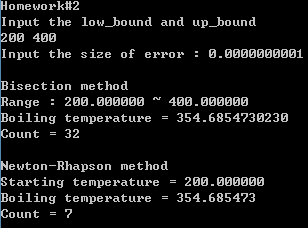 Homework#2
Input the low_bound and up_bound
200 400
Input the size of error : 0.0000000001
Bisection method
Range : 200.000000 ~ 400.000000
Boiling temperature = 354.6854730230
Count = 32
Newton-Rhapson method
Starting temperature = 200.000000
Boiling temperature = 354.685473
Count = 7